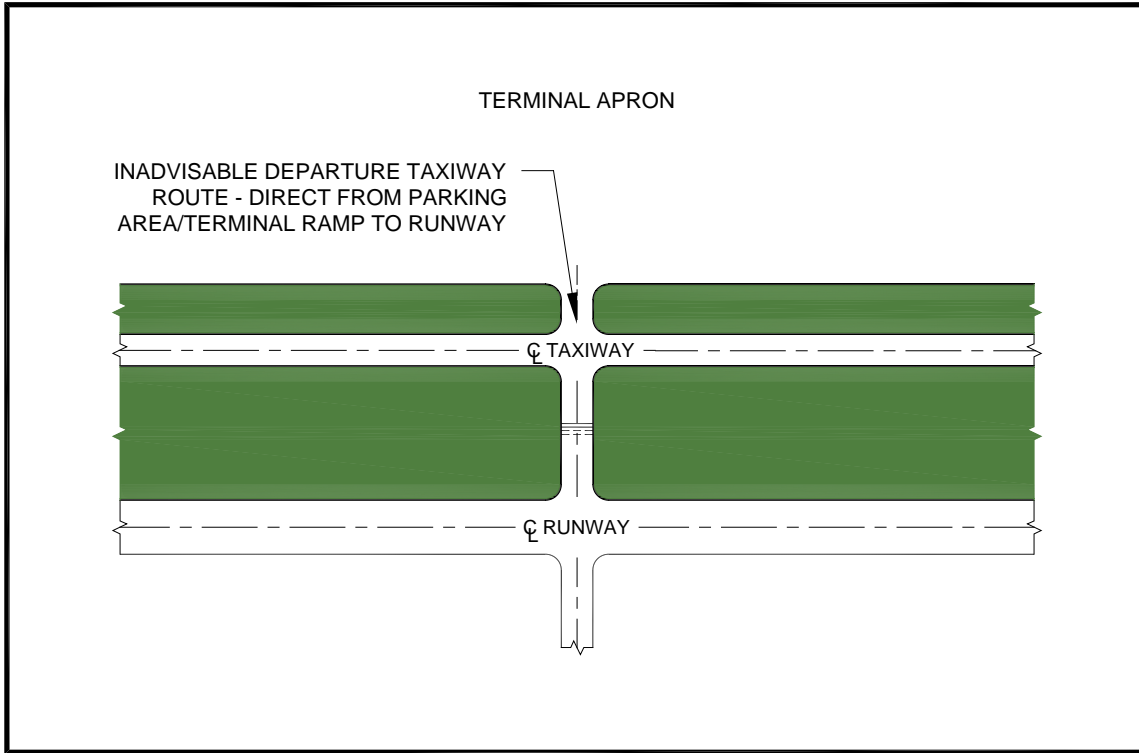 TERMINAL APRON
INADVISABLE DEPARTURE TAXIWAY
ROUTE - DIRECT FROM PARKING
AREA/TERMINAL RAMP TO RUNWAY
℄ TAXIWAY
℄ RUNWAY